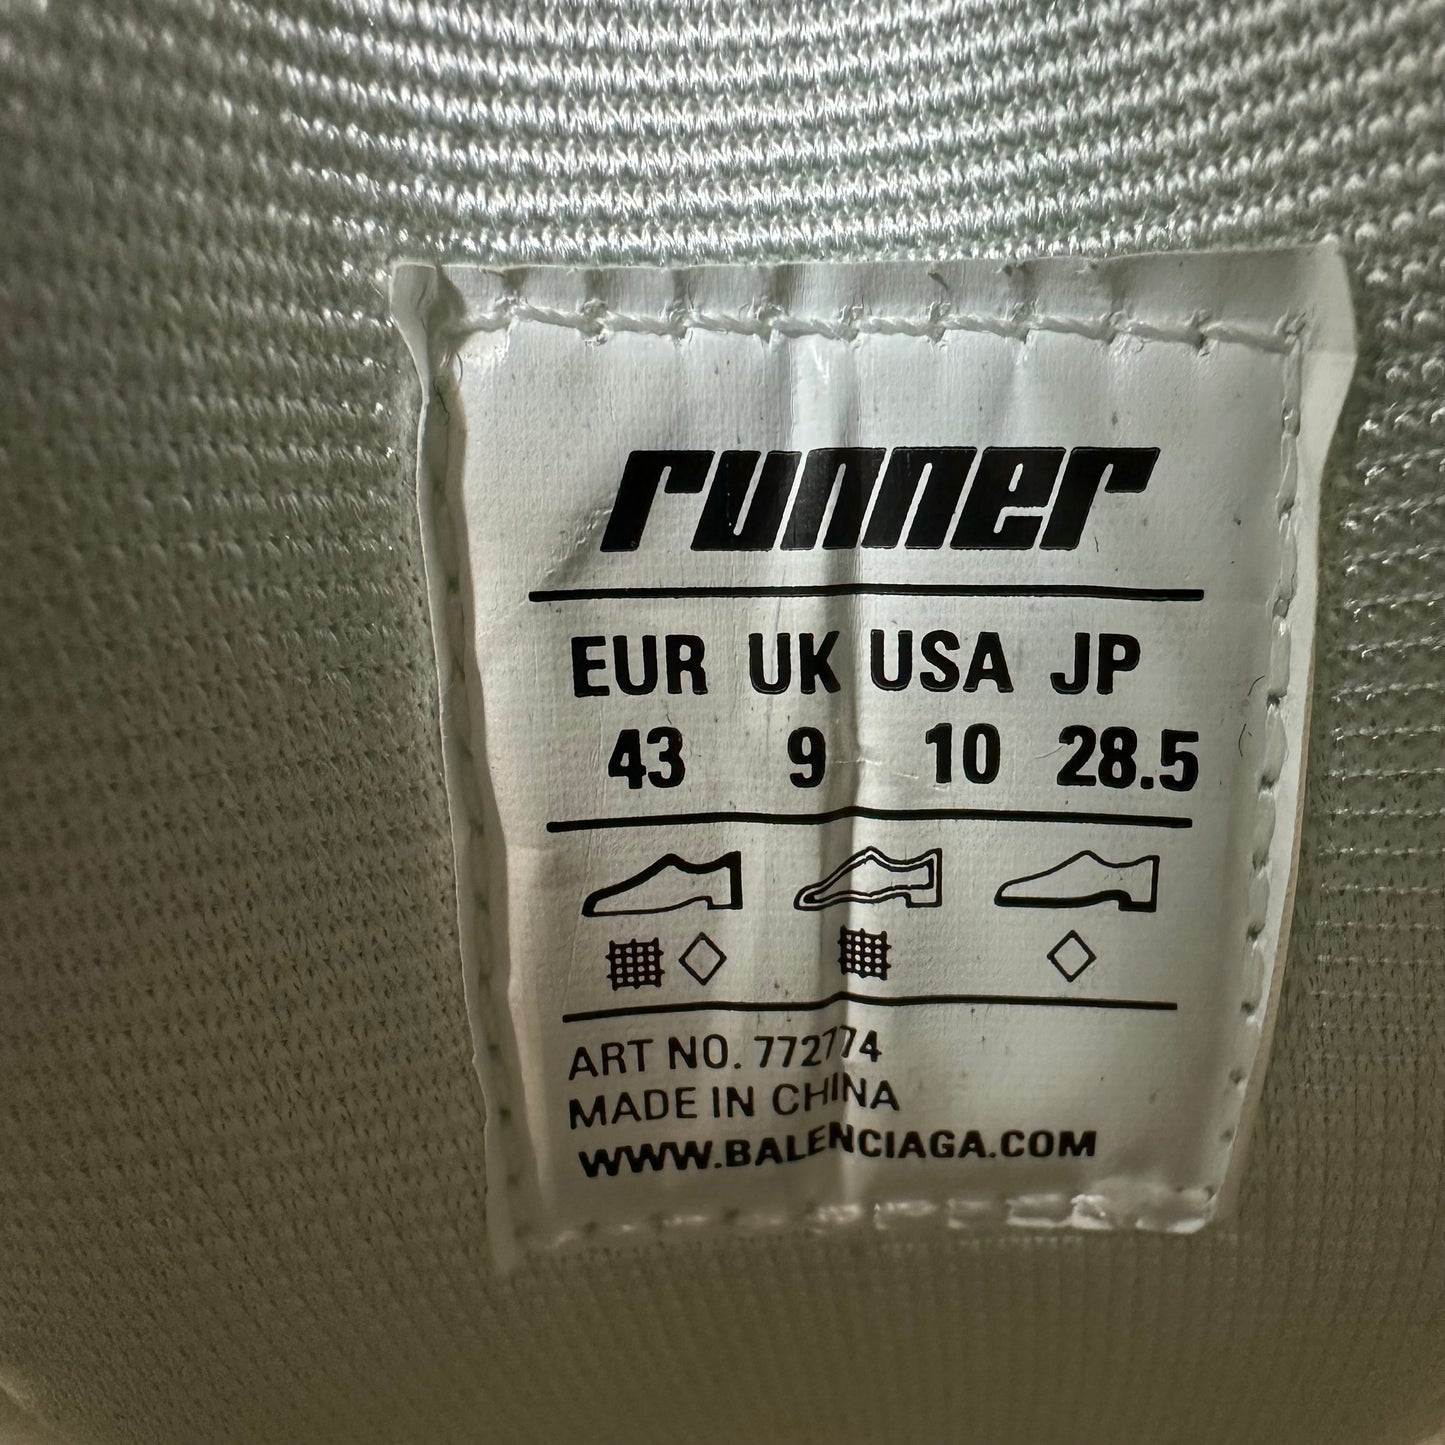 runner
EUR UK USA JP
43 9 10 28.5
ART NO. 772774
MADE IN CHINA
WWW.BALENCIAGA.COM